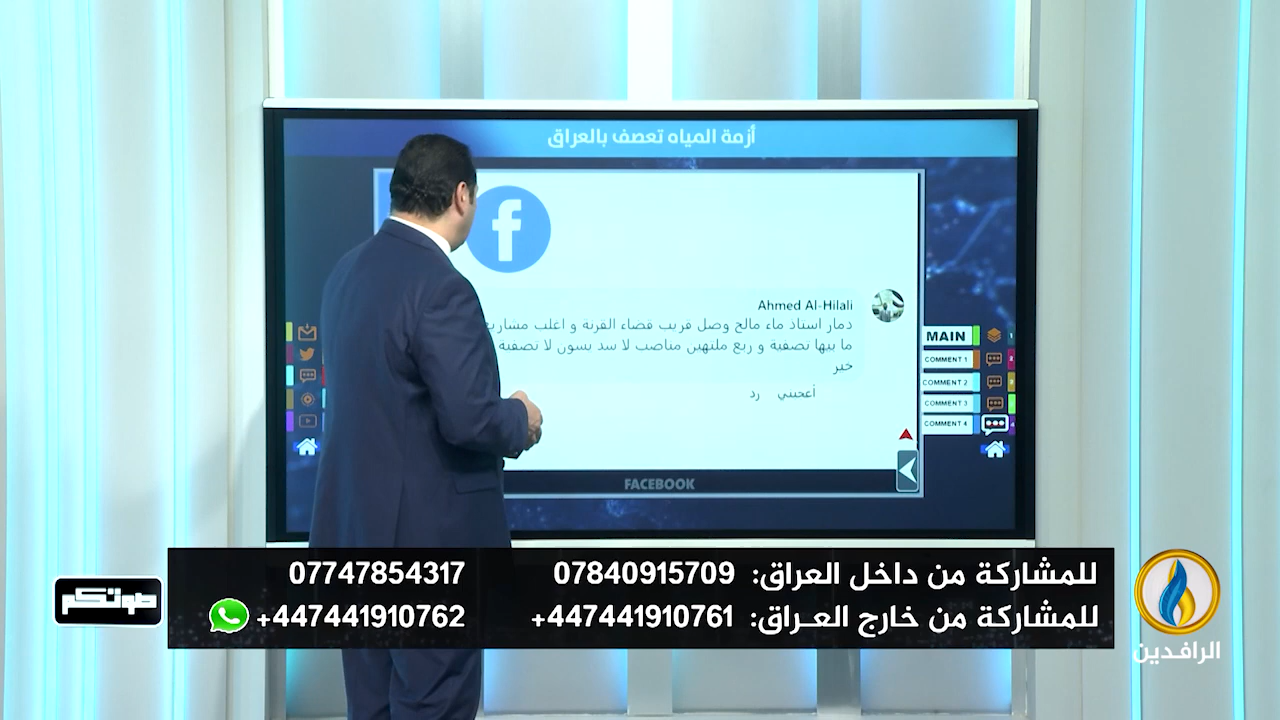 أزمة المياه تعصف بالعراق
f
Ahmed Al-Hilali
دمار استاذ ماء مالح وصل قريب قضاء القرنة و اغلب مشاريع
ما بيها تصفية و ربع ملتهين مناصب لا سد يسون لا تصفية
خير
أعجبني رد
FACEBOOK
MAIN
COMMENT 1
COMMENT 2
COMMENT 3
COMMENT 4
للمشاركة من داخل العراق: 07840915709 07747854317
للمشاركة من خارج العـراق: 447441910761+ 447441910762+
صوتكم
الرافدين